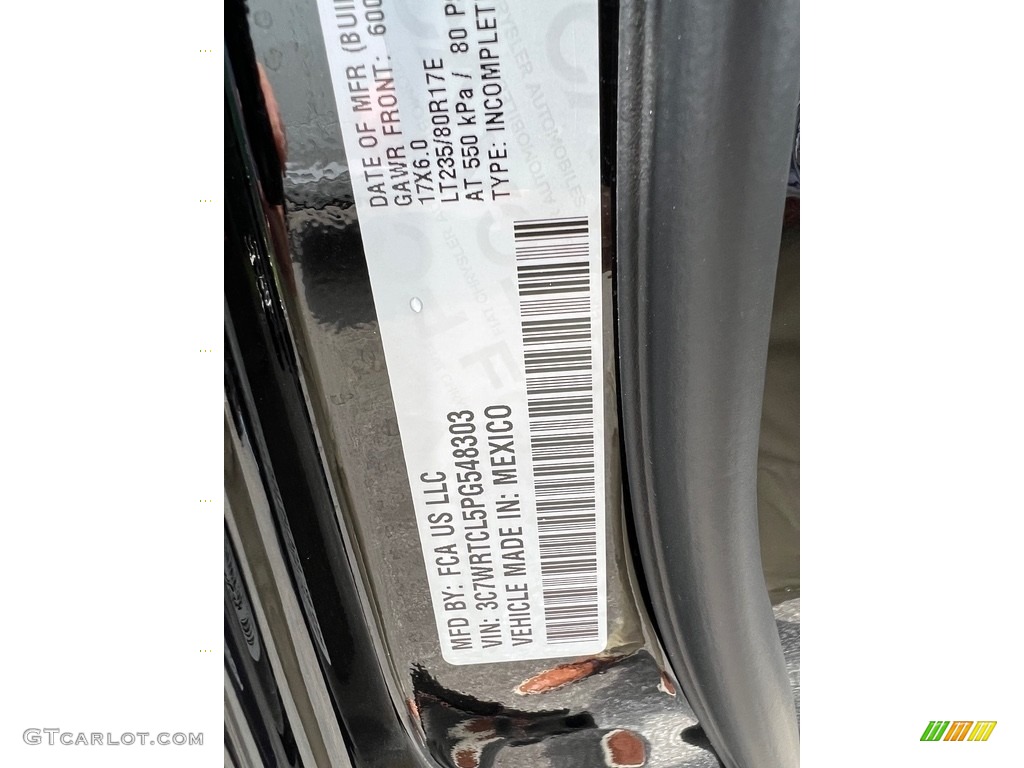 MFD BY: FCA US LLC
VIN: 3C7WRTCL5PG548303
VEHICLE MADE IN: MEXICO
DATE OF MFR (BUI
GAWR FRONT: 600
17X6.0
LT235/80R17E
AT 550 kPa / 80 PS
TYPE: INCOMPLET
GTCARLOT.COM